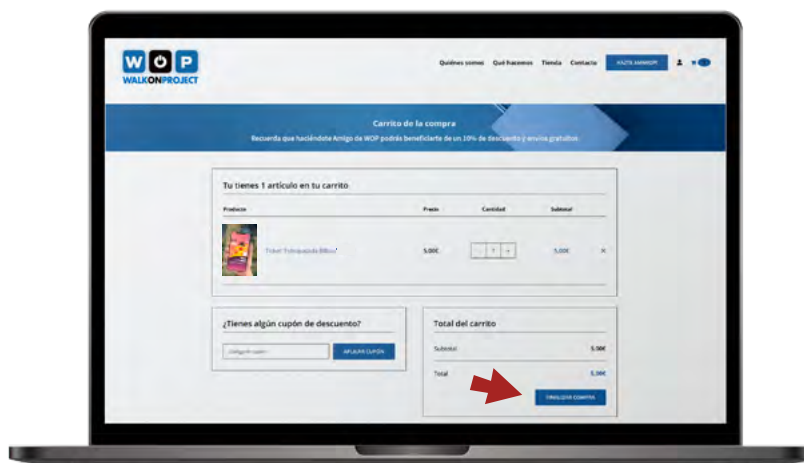 WOP
WALKONPROJECT
Quiénes somos Qué hacemos Tienda Contacto
Carrito de la compra
Recuerda que haciéndote Amigo de WOP podrás beneficiarte de un 10% de descuento y envíos gratuitos
Tu tienes 1 artículo en tu carrito
Producto Precio Cantidad Subtotal
Ticket 5.00€ - 1 + 5.00€ ×
¿Tienes algún cupón de descuento?
APLICAR CUPÓN
Total del carrito
Subtotal 5.00€
Total 5.00€
FINALIZAR COMPRA